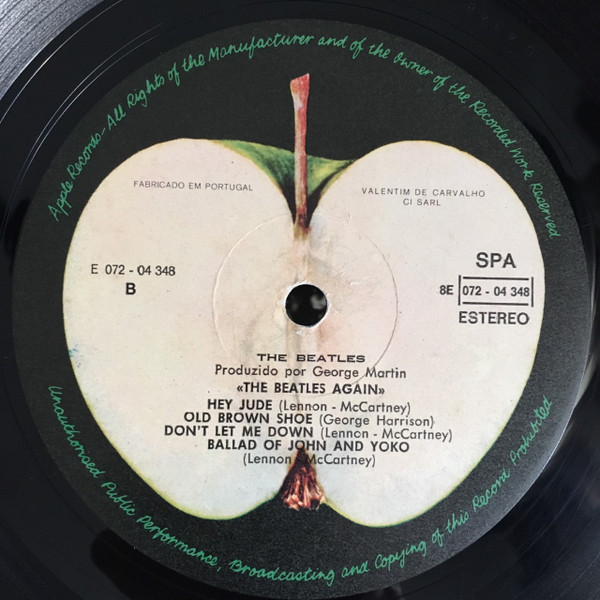 Apple Records-All Rights of the Manufacturer and of the Owner of the Recorded Work Reserved
FABRICADO EM PORTUGAL
VALENTIM DE CARVALHO
CI SARL
E 072 - 04 348
B
SPA
8E 072 - 04 348
ESTEREO
THE BEATLES
Produzido por George Martin
«THE BEATLES AGAIN»
HEY JUDE (Lennon - McCartney)
OLD BROWN SHOE (George Harrison)
DON'T LET ME DOWN (Lennon - McCartney)
BALLAD OF JOHN AND YOKO
(Lennon - McCartney)
Unauthorised Public Performance, Broadcasting and Copying of this Record Prohibited